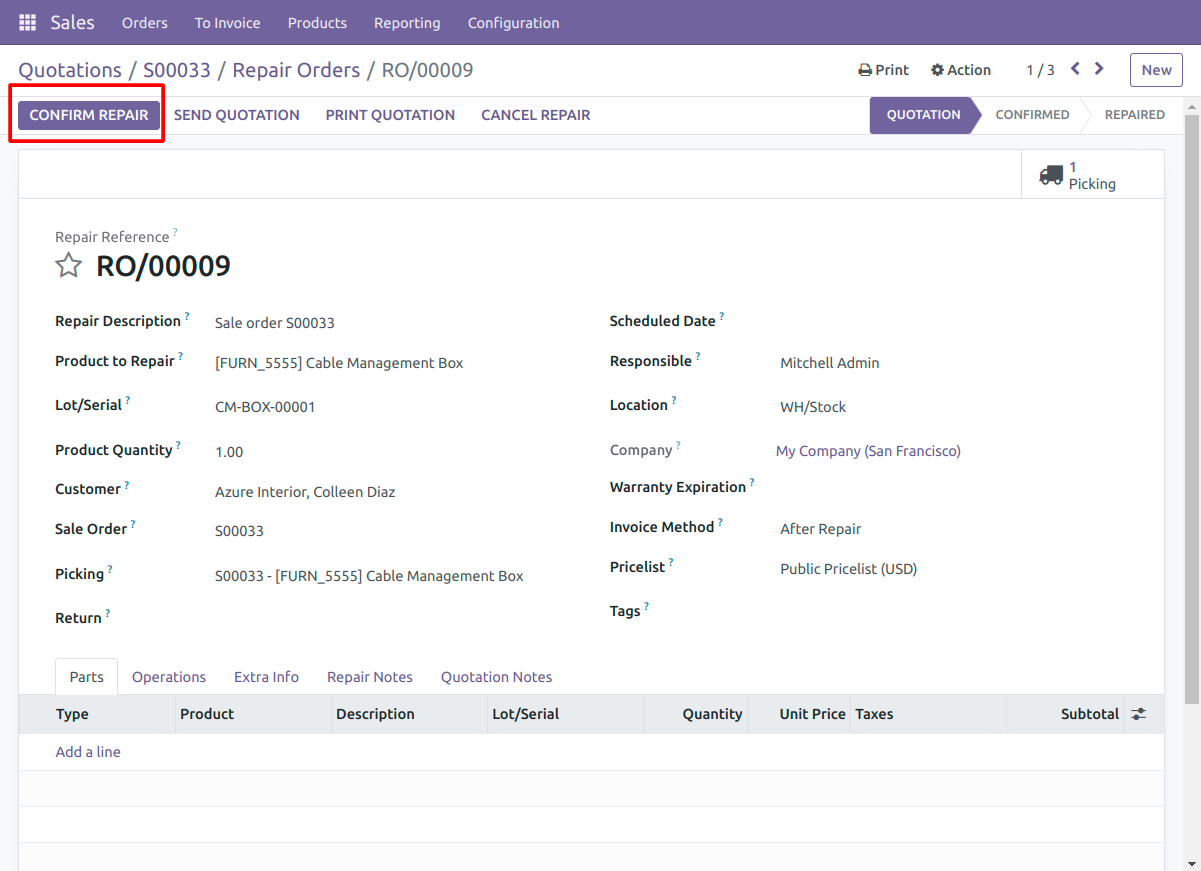 Sales Orders To Invoice Products Reporting Configuration
Quotations / S00033 / Repair Orders / RO/00009 Print Action 1 / 3 New
CONFIRM REPAIR SEND QUOTATION PRINT QUOTATION CANCEL REPAIR QUOTATION CONFIRMED REPAIRED
1
Picking
Repair Reference ?
RO/00009
Repair Description ? Sale order S00033 Scheduled Date ?
Product to Repair ? [FURN_5555] Cable Management Box Responsible ? Mitchell Admin
Lot/Serial ? CM-BOX-00001 Location ? WH/Stock
Product Quantity ? 1.00 Company ? My Company (San Francisco)
Customer ? Azure Interior, Colleen Diaz Warranty Expiration ?
Sale Order ? S00033 Invoice Method ? After Repair
Picking ? S00033 - [FURN_5555] Cable Management Box Pricelist ? Public Pricelist (USD)
Return ? Tags ?
Parts Operations Extra Info Repair Notes Quotation Notes
Type Product Description Lot/Serial Quantity Unit Price Taxes Subtotal
Add a line